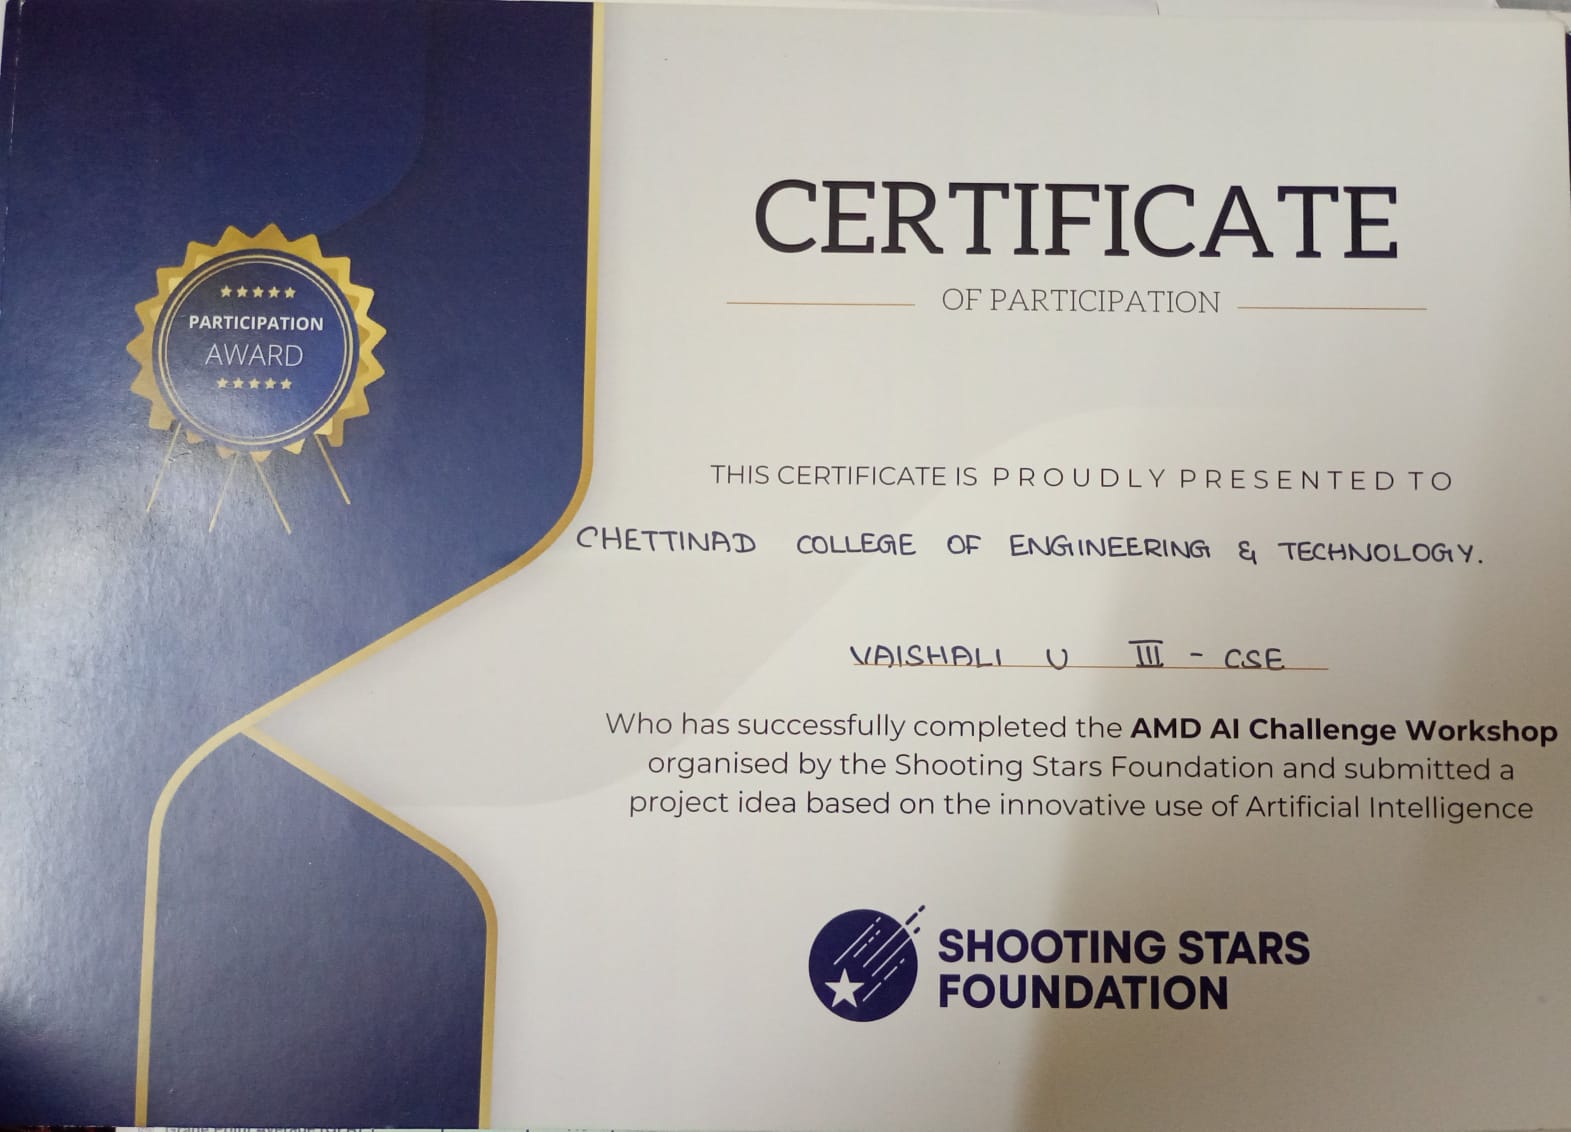 ★★★★★
PARTICIPATION
AWARD
★★★★★
CERTIFICATE
OF PARTICIPATION
THIS CERTIFICATE IS PROUDLY PRESENTED TO
CHETTINAD COLLEGE OF ENGINEERING & TECHNOLOGY.
VAISHALI U III - CSE
Who has successfully completed the AMD AI Challenge Workshop
organised by the Shooting Stars Foundation and submitted a
project idea based on the innovative use of Artificial Intelligence
SHOOTING STARS
FOUNDATION